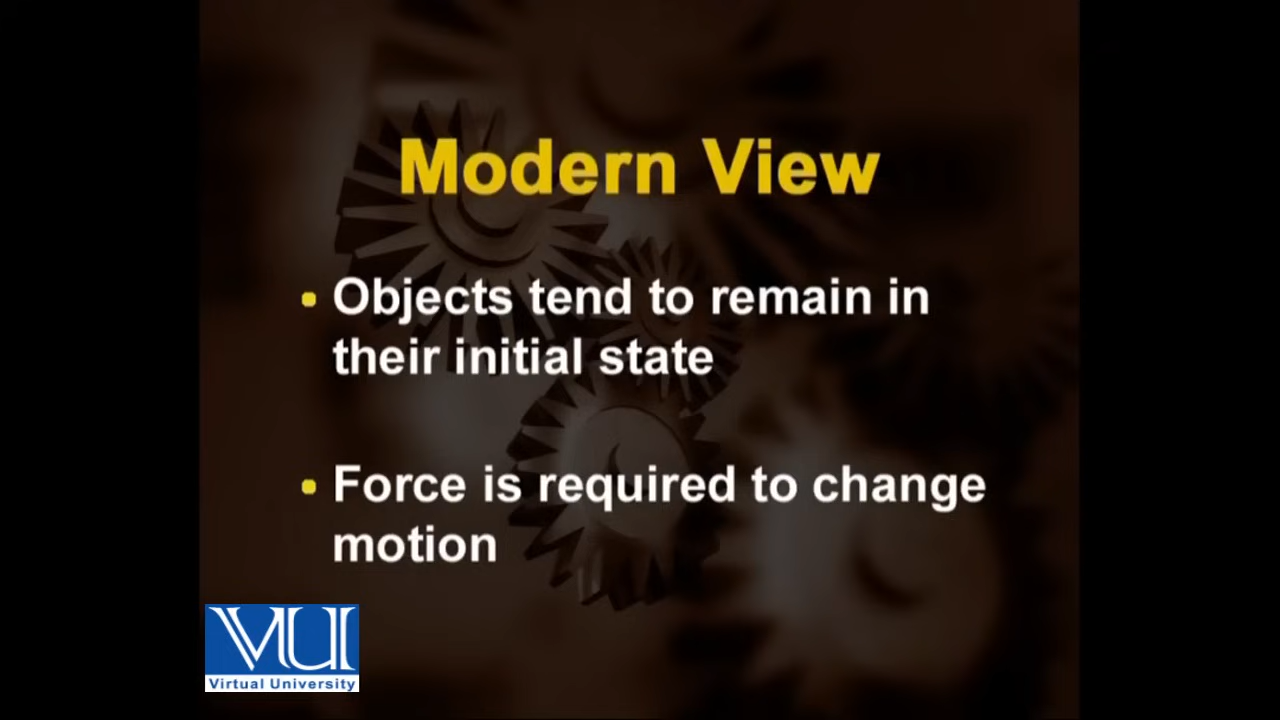 Modern View
• Objects tend to remain in
their initial state
• Force is required to change
motion
VU
Virtual University